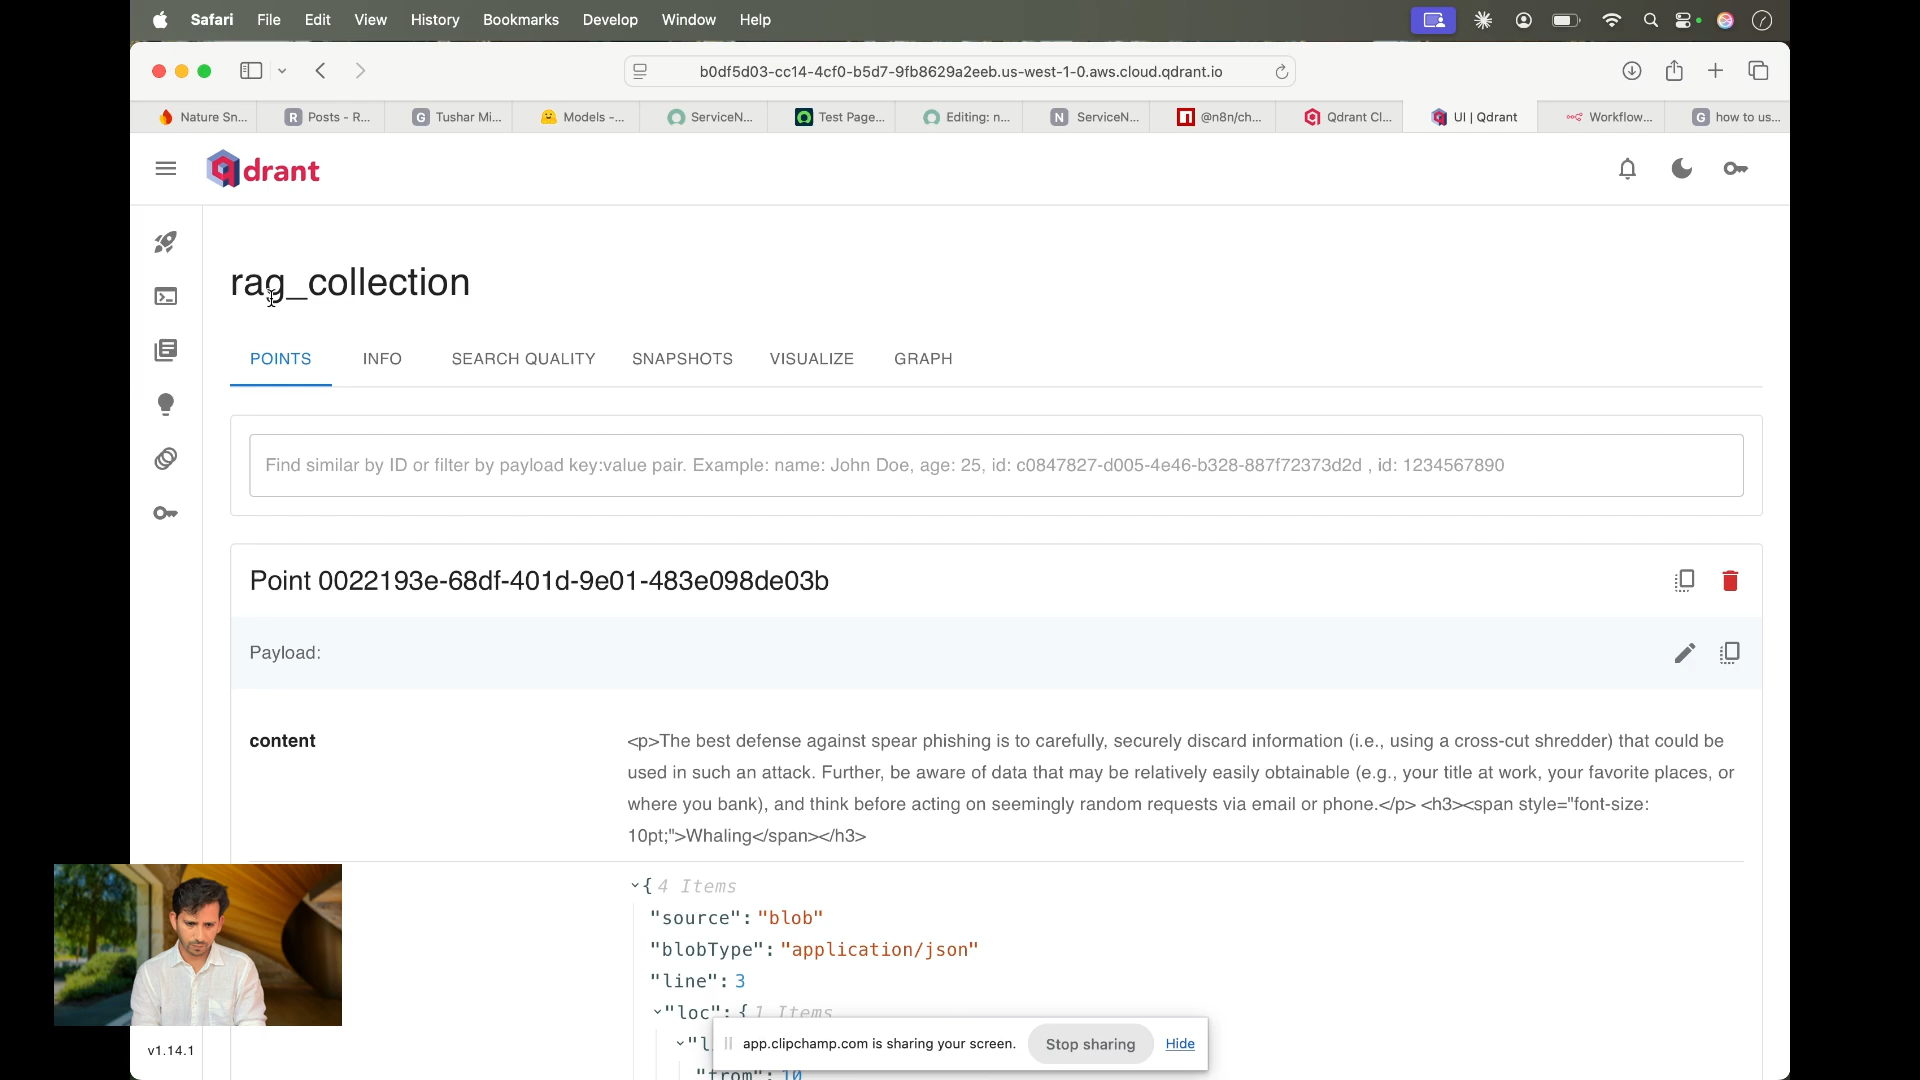 Safari File Edit View History Bookmarks Develop Window Help
b0df5d03-cc14-4cf0-b5d7-9fb8629a2eeb.us-west-1-0.aws.cloud.qdrant.io
Nature Sn... R Posts - R... G Tushar Mi... Models -... ServiceN... Test Page... Editing: n... N ServiceN... @n8n/ch... Qdrant Cl... UI | Qdrant Workflow... G how to us...
qdrant
rag_collection
POINTS INFO SEARCH QUALITY SNAPSHOTS VISUALIZE GRAPH
Find similar by ID or filter by payload key:value pair. Example: name: John Doe, age: 25, id: c0847827-d005-4e46-b328-887f72373d2d , id: 1234567890
Point 0022193e-68df-401d-9e01-483e098de03b
Payload:
content
<p>The best defense against spear phishing is to carefully, securely discard information (i.e., using a cross-cut shredder) that could be
used in such an attack. Further, be aware of data that may be relatively easily obtainable (e.g., your title at work, your favorite places, or
where you bank), and think before acting on seemingly random requests via email or phone.</p> <h3><span style="font-size:
10pt;">Whaling</span></h3>
{ 4 Items
"source": "blob"
"blobType": "application/json"
"line": 3
"loc": { 1 Items
"l
"from": 10
app.clipchamp.com is sharing your screen. Stop sharing Hide
v1.14.1